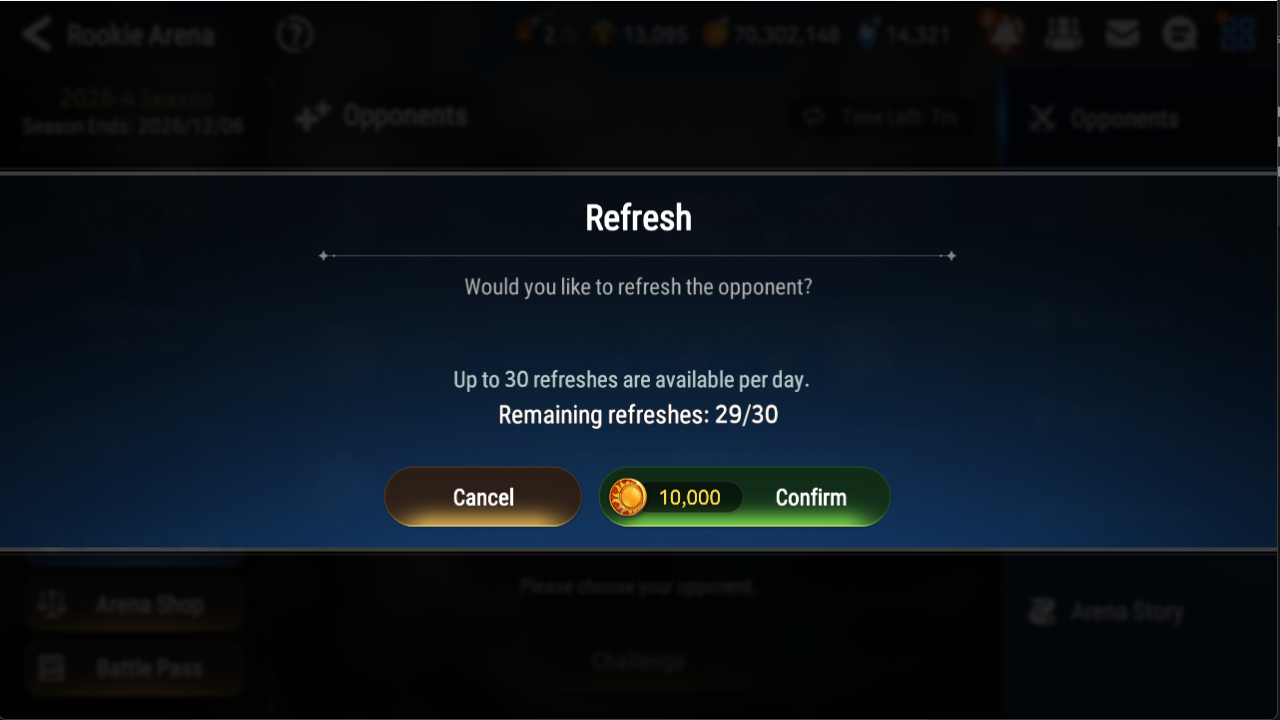 Rookie Arena
?
2/5
13,095
70,302,148
14,321
2026-4 Season
Season Ends: 2026/12/06
Opponents
Time Left: 7m
Opponents
Refresh
Would you like to refresh the opponent?
Up to 30 refreshes are available per day.
Remaining refreshes: 29/30
Cancel
10,000
Confirm
Please choose your opponent.
Arena Shop
Arena Story
Challenge
Battle Pass